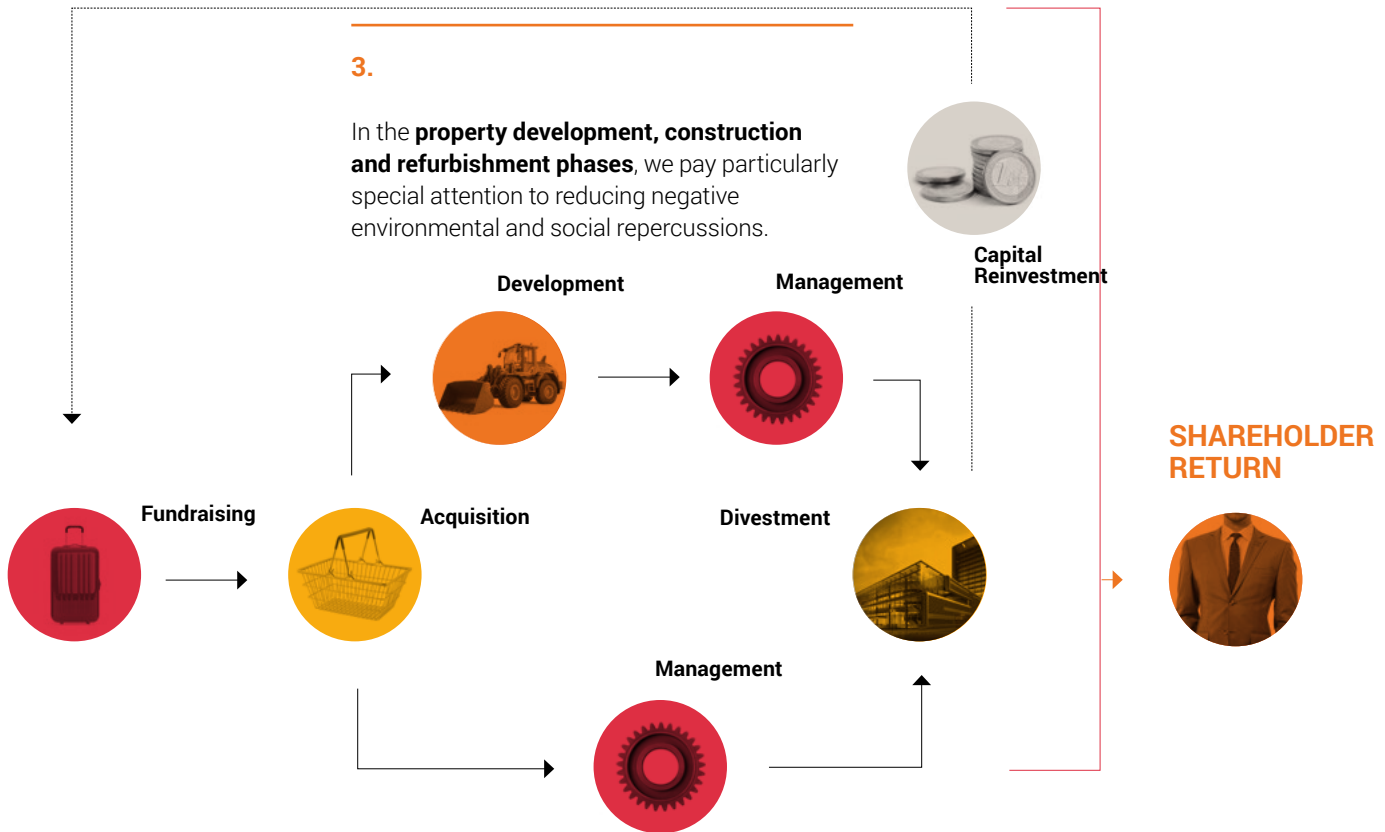 3.
In the property development, construction
and refurbishment phases, we pay particularly
special attention to reducing negative
environmental and social repercussions.
Capital
Reinvestment
Development
Management
SHAREHOLDER
RETURN
Fundraising
Acquisition
Divestment
Management